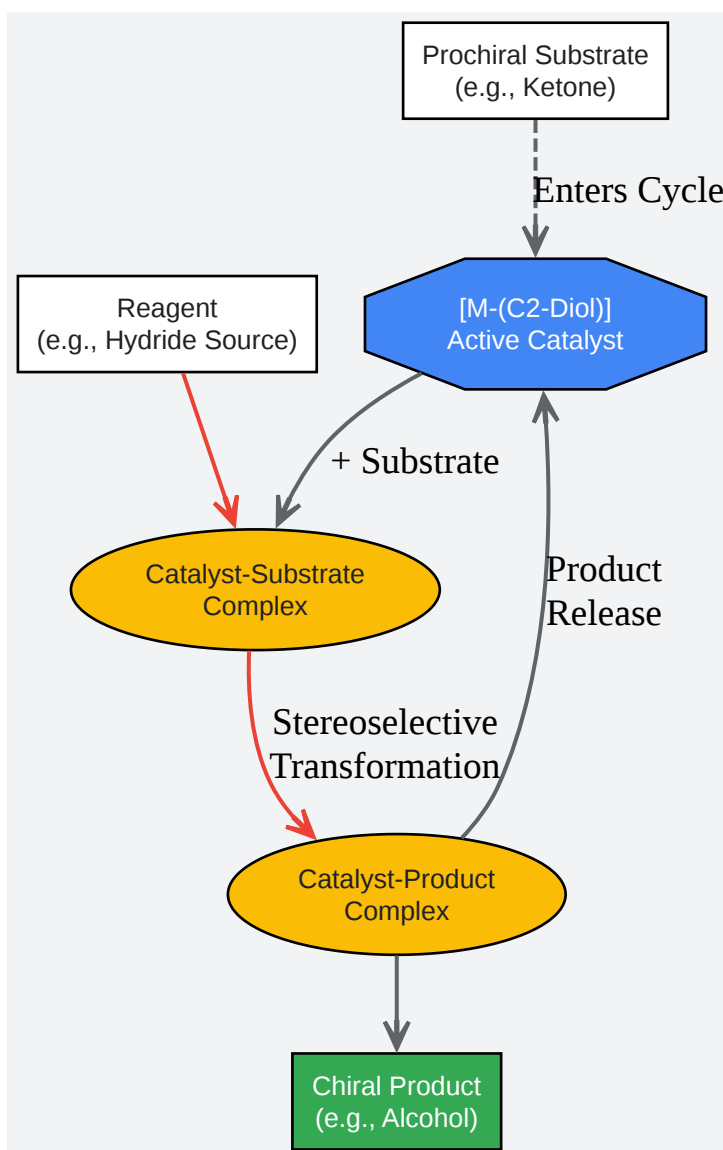 Prochiral Substrate
(e.g., Ketone)
Enters Cycle
[M-(C2-Diol)]
Active Catalyst
Reagent
(e.g., Hydride Source)
+ Substrate
Catalyst-Substrate
Complex
Product
Release
Stereoselective
Transformation
Catalyst-Product
Complex
Chiral Product
(e.g., Alcohol)